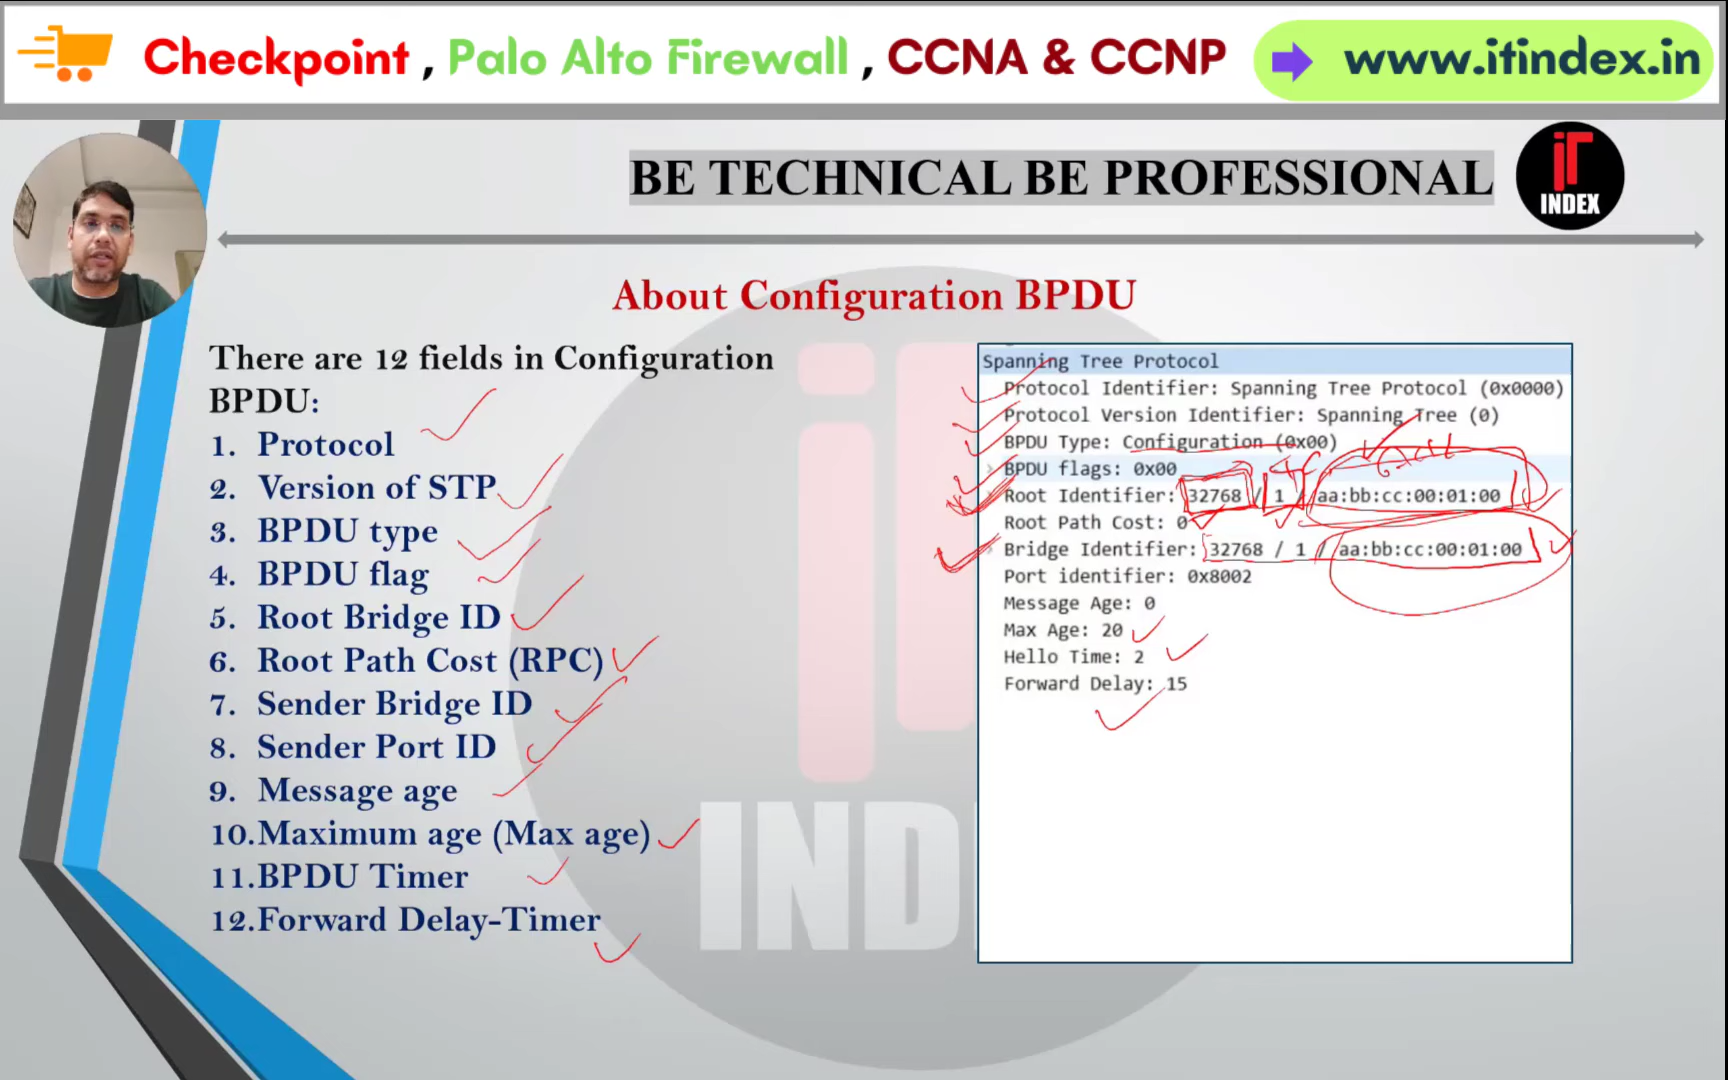 Checkpoint , Palo Alto Firewall , CCNA & CCNP www.itindex.in
BE TECHNICAL BE PROFESSIONAL
iT
INDEX
About Configuration BPDU
There are 12 fields in Configuration
BPDU:
1. Protocol
2. Version of STP
3. BPDU type
4. BPDU flag
5. Root Bridge ID
6. Root Path Cost (RPC)
7. Sender Bridge ID
8. Sender Port ID
9. Message age
10.Maximum age (Max age)
11.BPDU Timer
12.Forward Delay-Timer
Spanning Tree Protocol
Protocol Identifier: Spanning Tree Protocol (0x0000)
Protocol Version Identifier: Spanning Tree (0)
BPDU Type: Configuration (0x00)
BPDU flags: 0x00
Root Identifier: 32768 / 1 / aa:bb:cc:00:01:00
Root Path Cost: 0
Bridge Identifier: 32768 / 1 / aa:bb:cc:00:01:00
Port identifier: 0x8002
Message Age: 0
Max Age: 20
Hello Time: 2
Forward Delay: 15